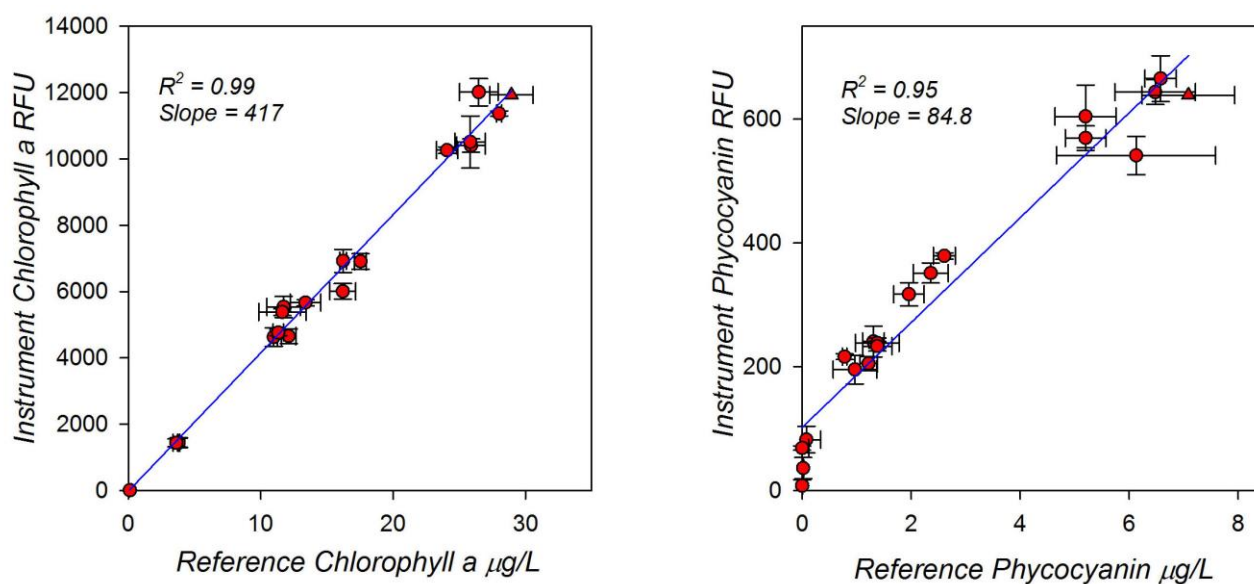 Instrument Chlorophyll a RFU
14000
12000
10000
8000
6000
4000
2000
0
R² = 0.99
Slope = 417
0 10 20 30
Reference Chlorophyll a μg/L
Instrument Phycocyanin RFU
600
400
200
0
R² = 0.95
Slope = 84.8
0 2 4 6 8
Reference Phycocyanin μg/L